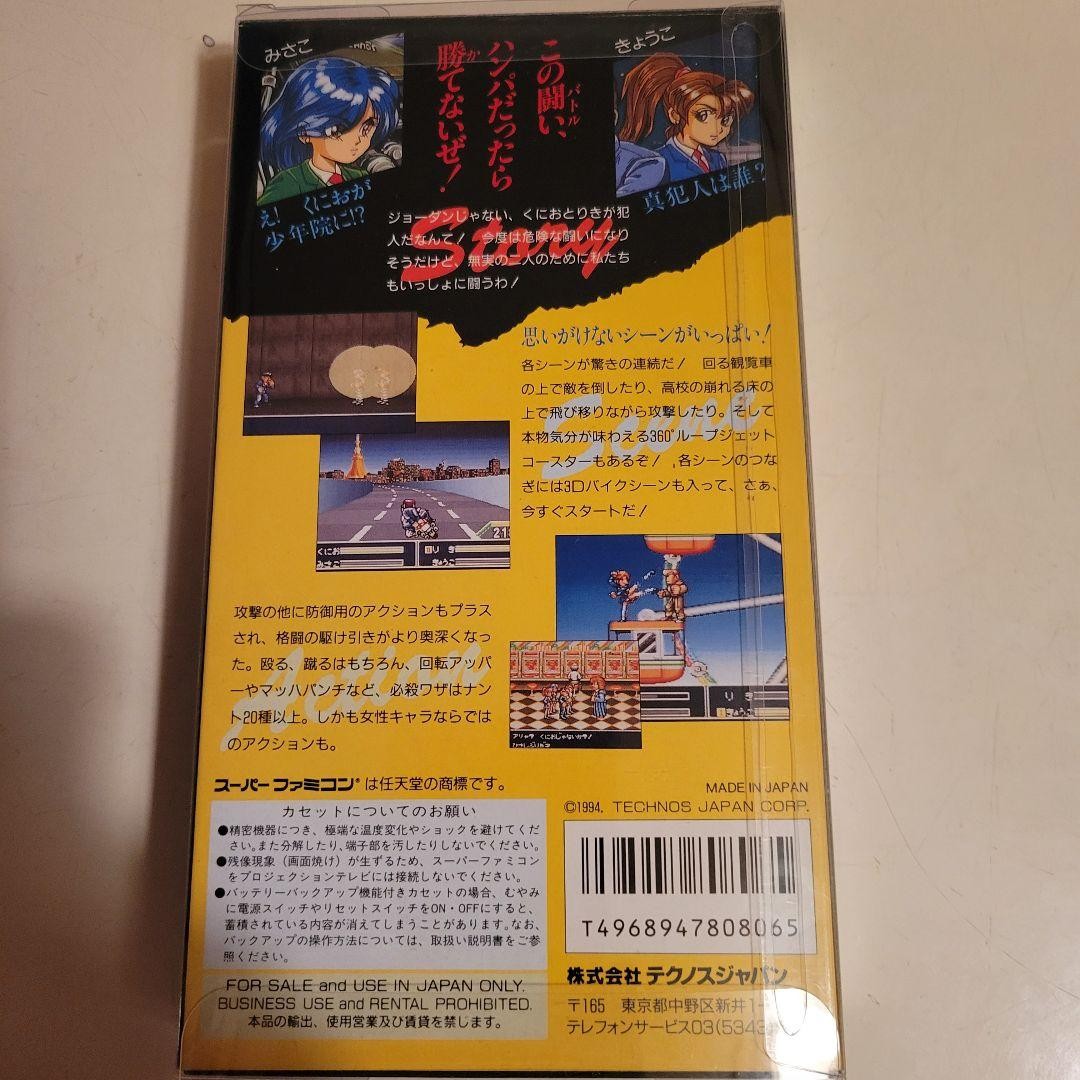 みさこ
きょうこ
この闘い、
バトル
ハンパだったら
勝てないぜ!
か
え! くにおが
少年院に!?
真犯人は誰?
Story
ジョーダンじゃない、くにおとりきが犯
人だなんて! 今度は危険な闘いになり
そうだけど、無実の二人のために私たち
もいっしょに闘うわ!
思いがけないシーンがいっぱい!
Scene
各シーンが驚きの連続だ! 回る観覧車
の上で敵を倒したり、高校の崩れる床の
上で飛び移りながら攻撃したり。そして
本物気分が味わえる360°ループジェット
コースターもあるぞ! 各シーンのつな
ぎには3Dバイクシーンも入って、さぁ、
今すぐスタートだ!
くにお
りき
みさこ
きょうこ
りき
きょうこ
アリャラ くにおじゃないカラ!
Action
攻撃の他に防御用のアクションもプラス
され、格闘の駆け引きがより奥深くなっ
た。殴る、蹴るはもちろん、回転アッパ
ーやマッハパンチなど、必殺ワザはナン
ト20種以上。しかも女性キャラならでは
のアクションも。
スーパーファミコン®は任天堂の商標です。
カセットについてのお願い
●精密機器につき、極端な温度変化やショックを避けてくだ
さい。また分解したり、端子部を汚したりしないでください。
●残像現象(画面焼け)が生ずるため、スーパーファミコン
をプロジェクションテレビには接続しないでください。
●バッテリーバックアップ機能付きカセットの場合、むやみ
に電源スイッチやリセットスイッチをON・OFFにすると、
蓄積されている内容が消えてしまうことがあります。なお、
バックアップの操作方法については、取扱い説明書をご参
照ください。
FOR SALE and USE IN JAPAN ONLY.
BUSINESS USE and RENTAL PROHIBITED.
本品の輸出、使用営業及び賃貸を禁じます。
MADE IN JAPAN
©1994. TECHNOS JAPAN CORP.
T4968947808065
株式会社 テクノスジャパン
〒165 東京都中野区新井1-
テレフォンサービス03(5343)